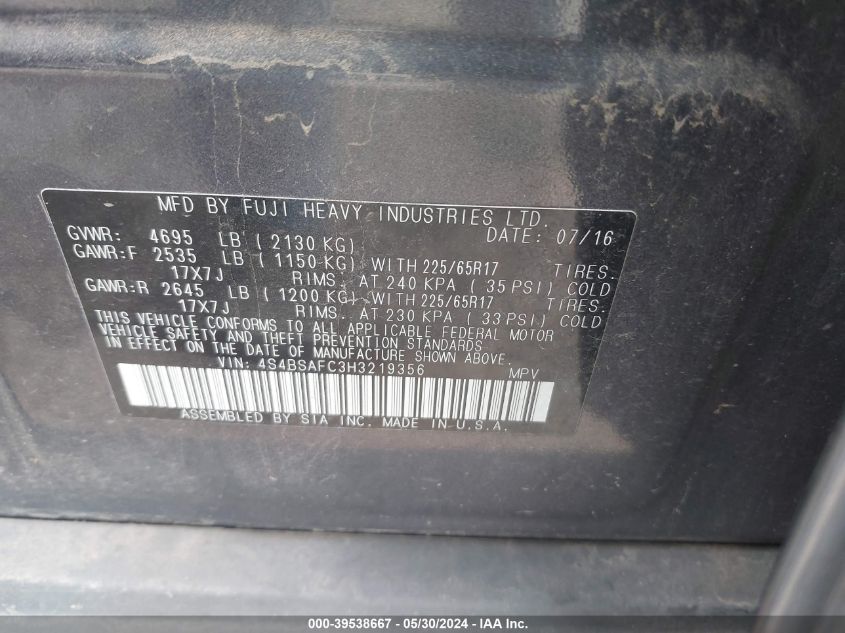 MFD BY FUJI HEAVY INDUSTRIES LTD.
GVWR: 4695 LB (2130 KG) DATE: 07/16
GAWR:F 2535 LB (1150 KG) WITH 225/65R17 TIRES.
17X7J RIMS. AT 240 KPA (35 PSI) COLD
GAWR:R 2645 LB (1200 KG) WITH 225/65R17 TIRES.
17X7J RIMS. AT 230 KPA (33 PSI) COLD
THIS VEHICLE CONFORMS TO ALL APPLICABLE FEDERAL MOTOR
VEHICLE SAFETY AND THEFT PREVENTION STANDARDS
IN EFFECT ON THE DATE OF MANUFACTURE SHOWN ABOVE.
VIN: 4S4BSAFC3H3219356 MPV
ASSEMBLED BY SIA INC. MADE IN U.S.A.
000-39538667 - 05/30/2024 - IAA Inc.